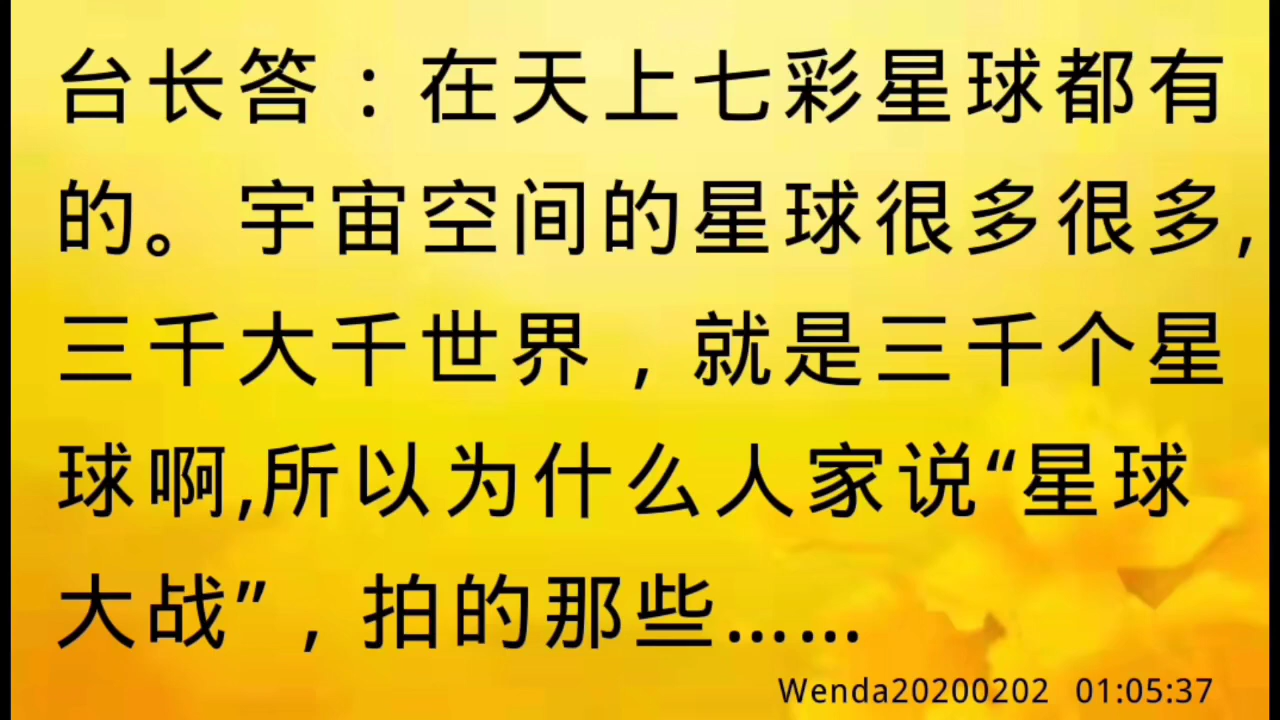 台长答：在天上七彩星球都有
的。宇宙空间的星球很多很多,
三千大千世界，就是三千个星
球啊,所以为什么人家说“星球
大战”，拍的那些……
Wenda20200202 01:05:37